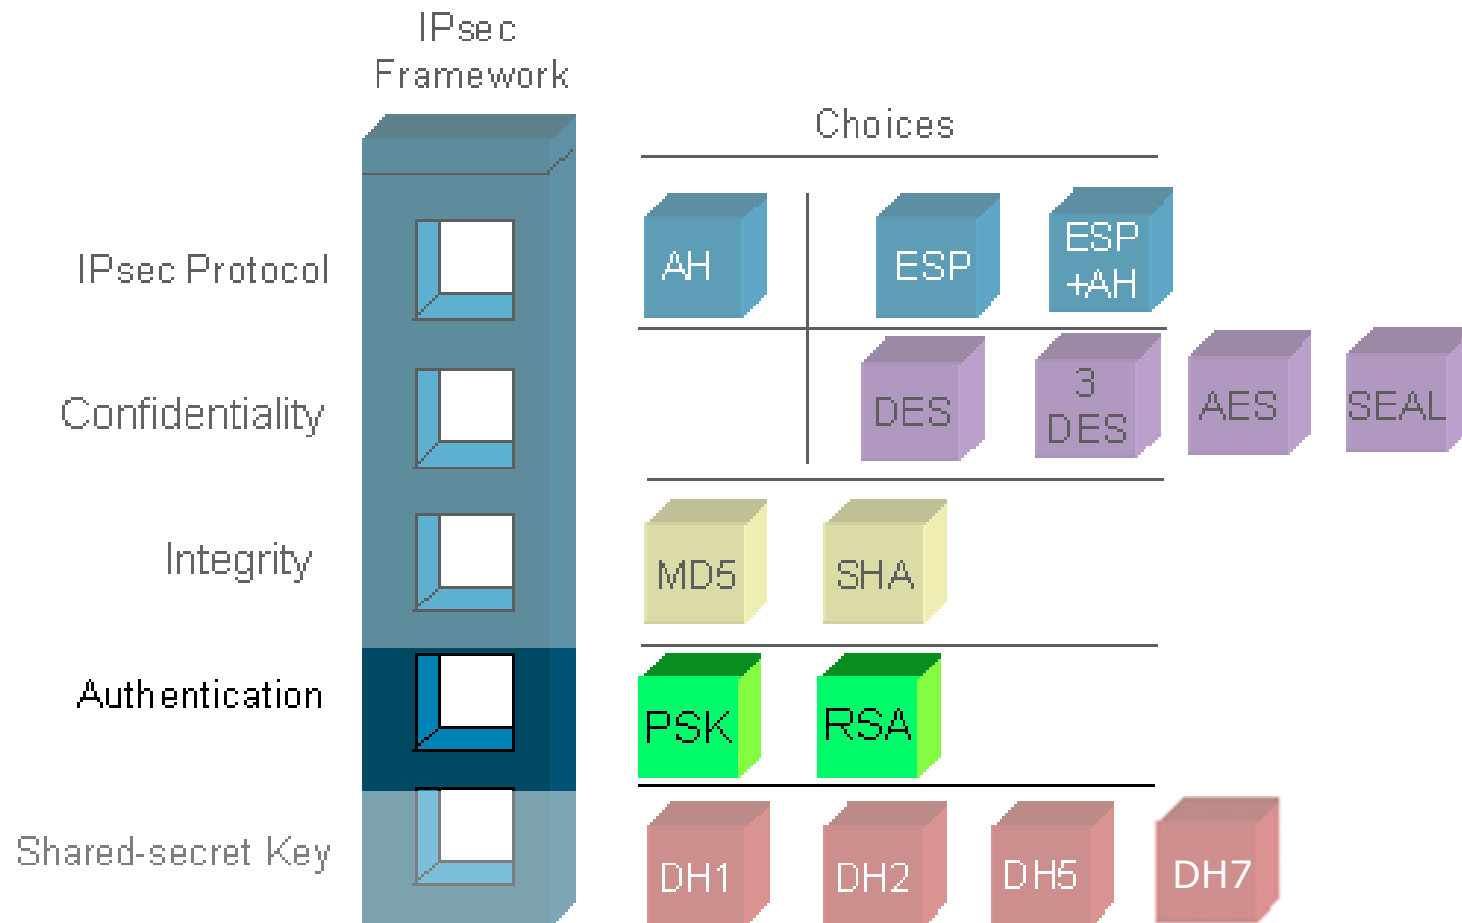 IPsec
Framework
Choices
IPsec Protocol
AH
ESP
ESP
+AH
Confidentiality
DES
3
DES
AES
SEAL
Integrity
MD5
SHA
Authentication
PSK
RSA
Shared-secret Key
DH1
DH2
DH5
DH7